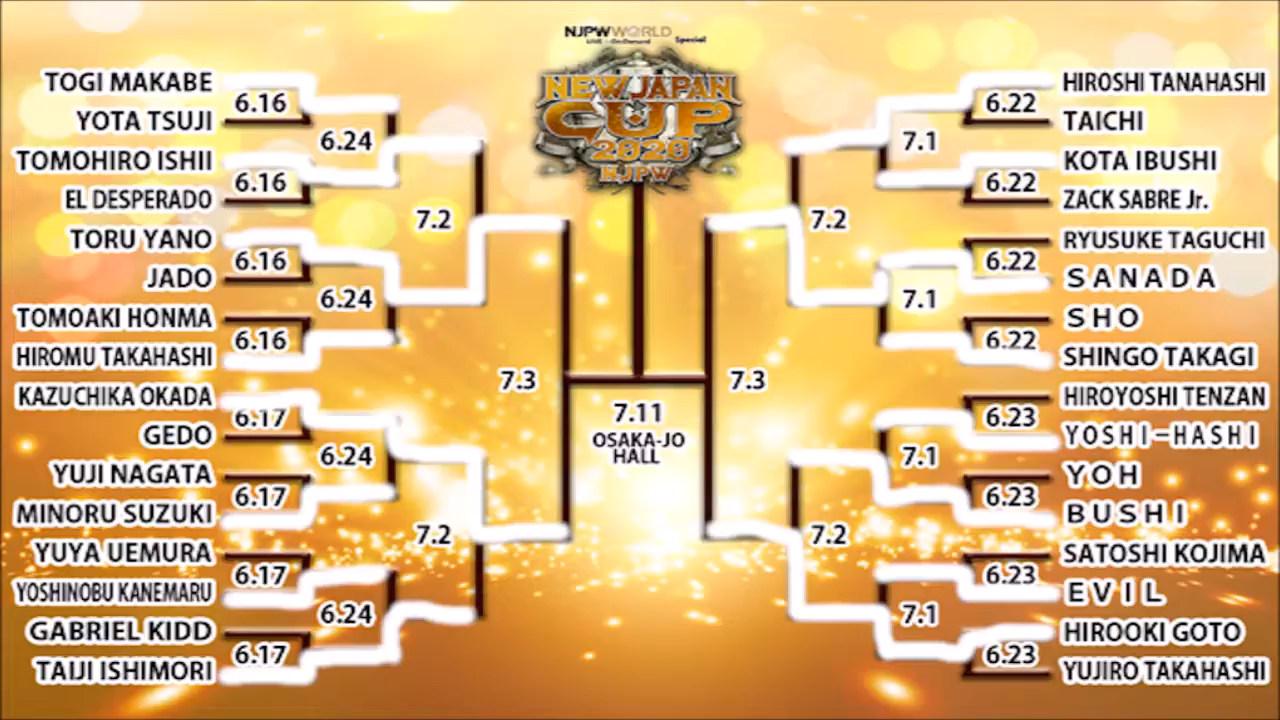 NJPWWORLD
LIVE & On-Demand Special
NEW JAPAN
CUP
2020
NJPW
TOGI MAKABE
YOTA TSUJI
TOMOHIRO ISHII
EL DESPERADO
TORU YANO
JADO
TOMOAKI HONMA
HIROMU TAKAHASHI
KAZUCHIKA OKADA
GEDO
YUJI NAGATA
MINORU SUZUKI
YUYA UEMURA
YOSHINOBU KANEMARU
GABRIEL KIDD
TAIJI ISHIMORI
6.16
6.16
6.16
6.16
6.17
6.17
6.17
6.17
6.24
6.24
6.24
6.24
7.2
7.2
7.3
7.11
OSAKA-JO
HALL
7.3
7.2
7.2
7.1
7.1
7.1
7.1
6.22
6.22
6.22
6.22
6.23
6.23
6.23
6.23
HIROSHI TANAHASHI
TAICHI
KOTA IBUSHI
ZACK SABRE Jr.
RYUSUKE TAGUCHI
SANADA
SHO
SHINGO TAKAGI
HIROYOSHI TENZAN
YOSHI-HASHI
YOH
BUSHI
SATOSHI KOJIMA
EVIL
HIROOKI GOTO
YUJIRO TAKAHASHI